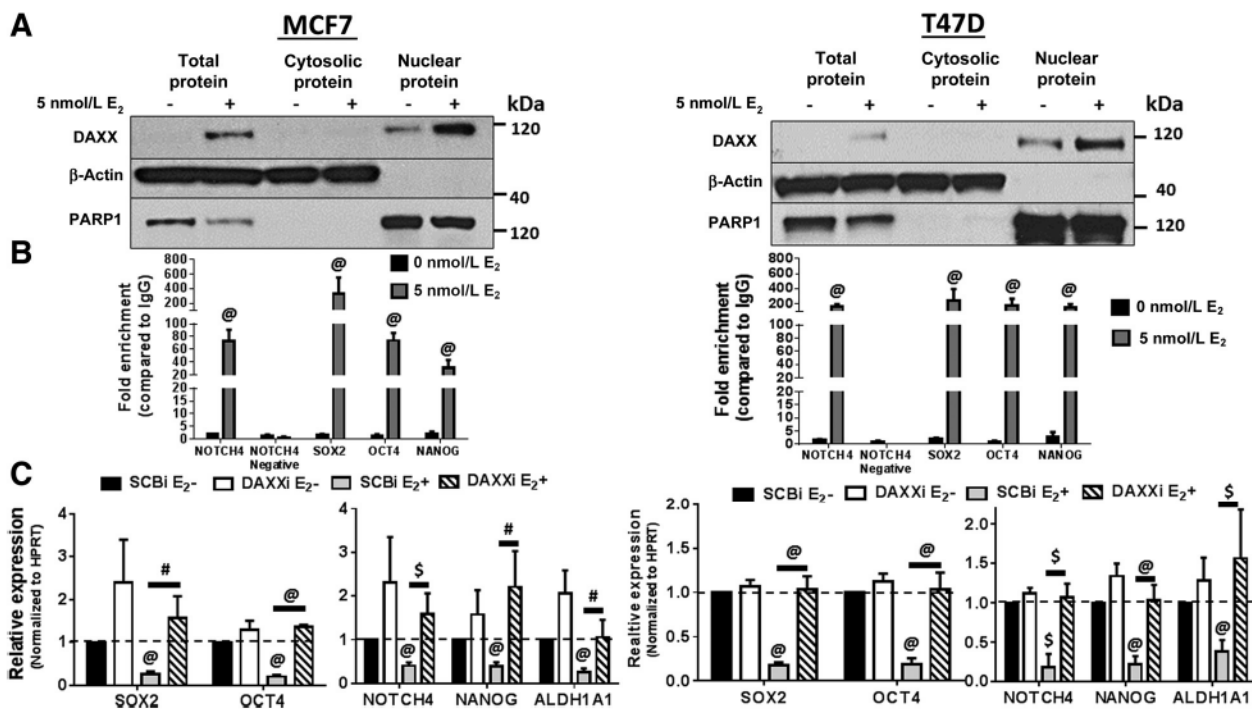 A
MCF7
Total protein
Cytosolic protein
Nuclear protein
5 nmol/L E2
- + - + - +
kDa
DAXX
120
β-Actin
40
PARP1
120
T47D
Total protein
Cytosolic protein
Nuclear protein
5 nmol/L E2
- + - + - +
kDa
DAXX
120
β-Actin
40
PARP1
120
B
Fold enrichment
(compared to IgG)
800
600
400
200
100
80
60
40
20
20
15
10
5
0
@ @ @ @
0 nmol/L E2
5 nmol/L E2
NOTCH4
NOTCH4 Negative
SOX2
OCT4
NANOG
Fold enrichment
(compared to IgG)
800
600
400
200
100
80
60
40
20
20
15
10
5
0
@ @ @ @
0 nmol/L E2
5 nmol/L E2
NOTCH4
NOTCH4 Negative
SOX2
OCT4
NANOG
C
SCBi E2- DAXXi E2- SCBi E2+ DAXXi E2+
Relative expression
(Normalized to HPRT)
4
3
2
1
0
# @
@ @
SOX2 OCT4
4
3
2
1
0
$ # #
@ @ @
NOTCH4 NANOG ALDH1A1
SCBi E2- DAXXi E2- SCBi E2+ DAXXi E2+
Realtive expression
(Normalized to HPRT)
2.0
1.5
1.0
0.5
0.0
@ @
@ @
SOX2 OCT4
2.0
1.5
1.0
0.5
0.0
$ @ $
$ @ @
NOTCH4 NANOG ALDH1A1